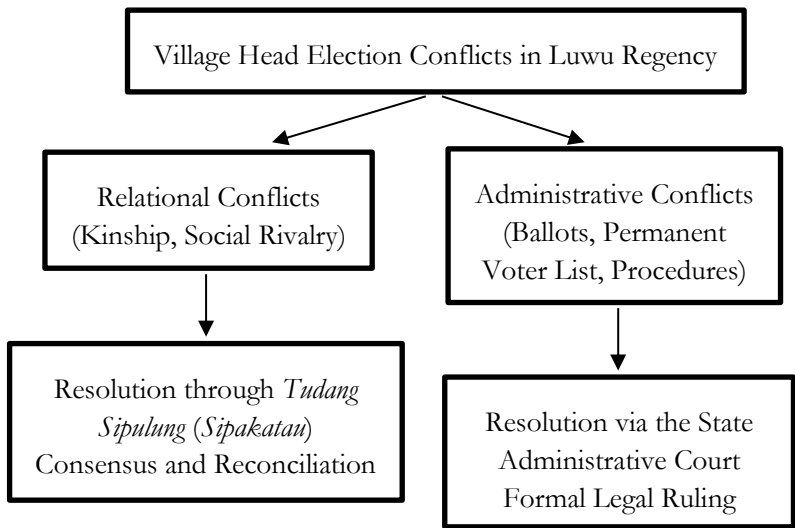 Village Head Election Conflicts in Luwu Regency
Relational Conflicts
(Kinship, Social Rivalry)
Administrative Conflicts
(Ballots, Permanent
Voter List, Procedures)
Resolution through Tudang
Sipulung (Sipakatau)
Consensus and Reconciliation
Resolution via the State
Administrative Court
Formal Legal Ruling